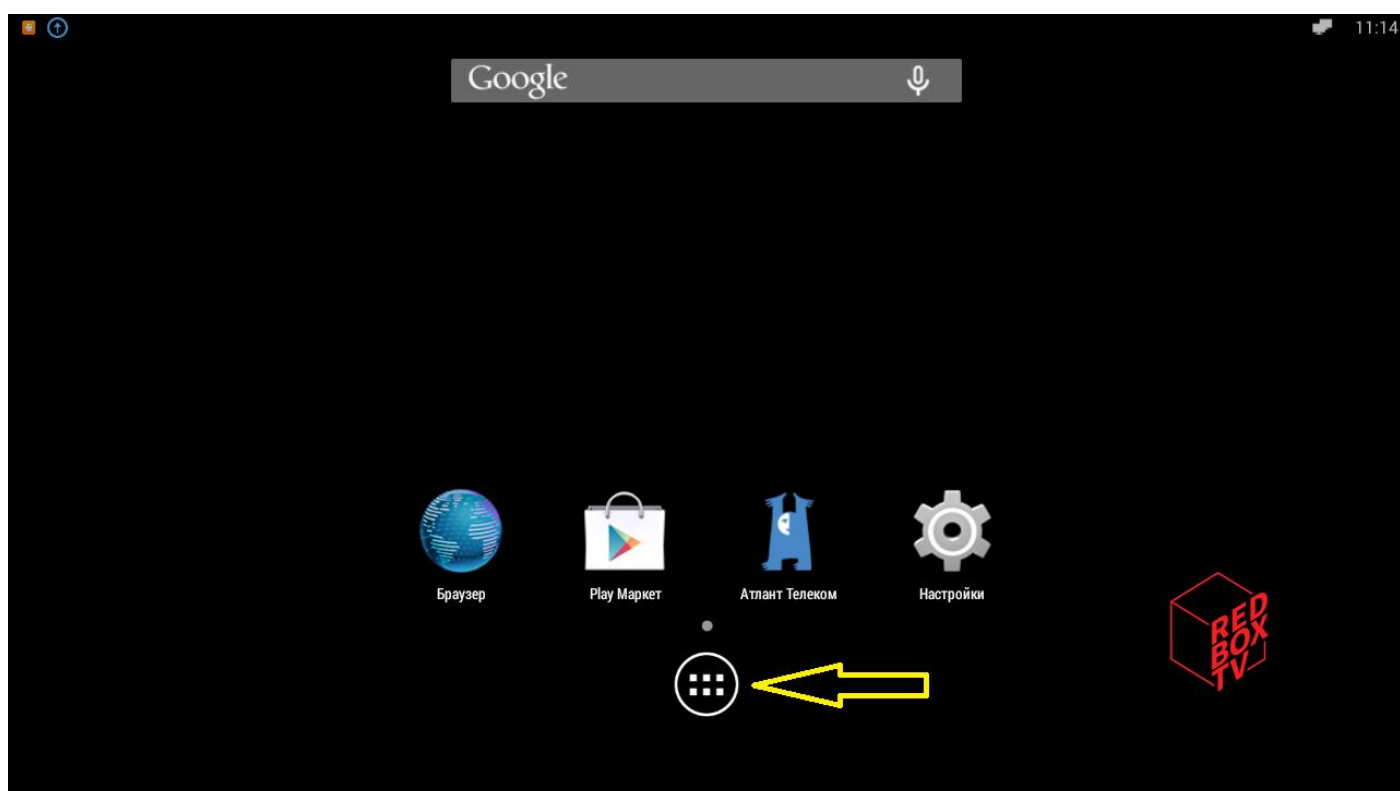 11:14
Google
Браузер
Play Маркет
Атлант Телеком
Настройки
RED
BOX
TV